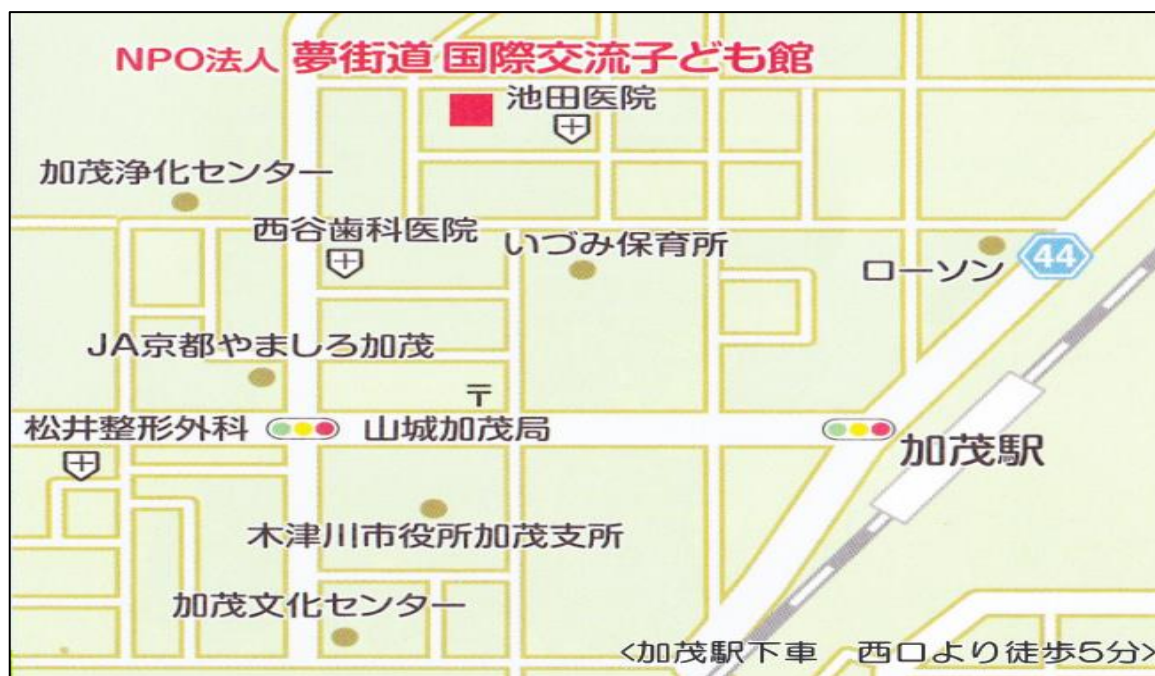 NPO法人 夢街道 国際交流子ども館
池田医院
加茂浄化センター
西谷歯科医院
いづみ保育所
ローソン
44
JA京都やましろ加茂
〒
松井整形外科
山城加茂局
加茂駅
木津川市役所加茂支所
加茂文化センター
<加茂駅下車　西口より徒歩5分>